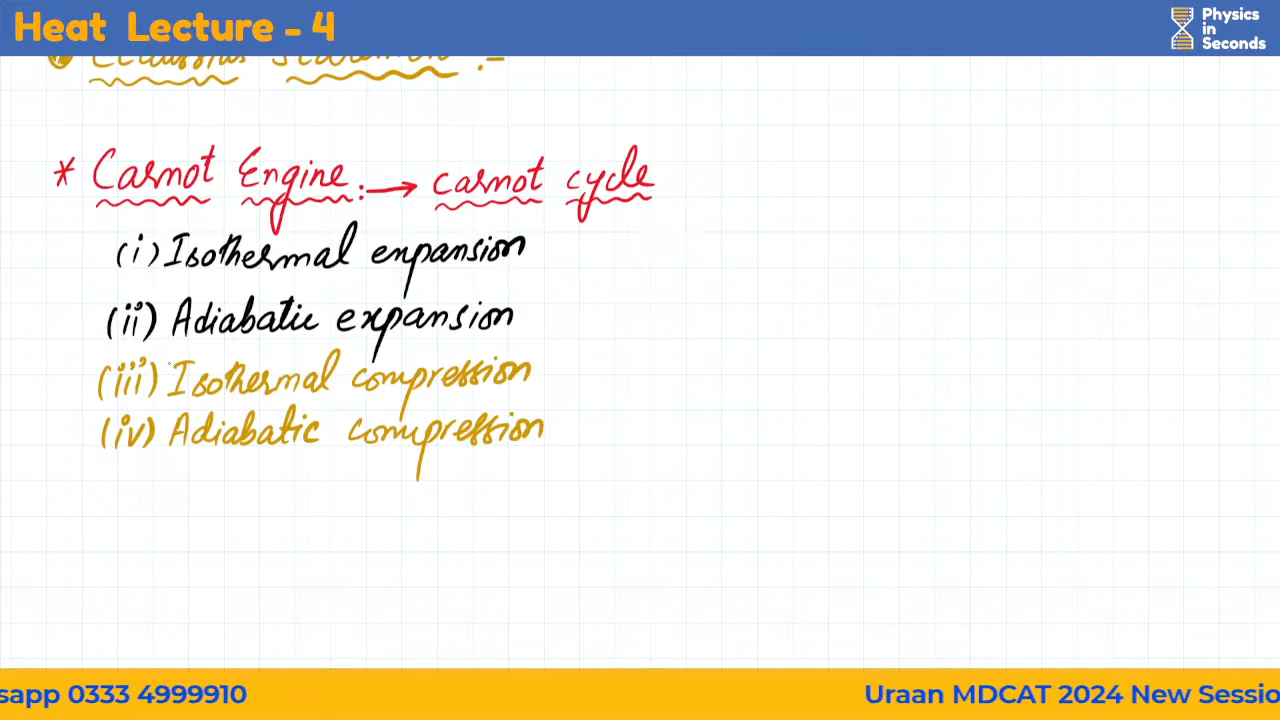 Heat Lecture - 4
Physics
in
Seconds
* Carnot Engine :→ carnot cycle
(i) Isothermal expansion
(ii) Adiabatic expansion
(iii) Isothermal compression
(iv) Adiabatic compression
sapp 0333 4999910
Uraan MDCAT 2024 New Sessio